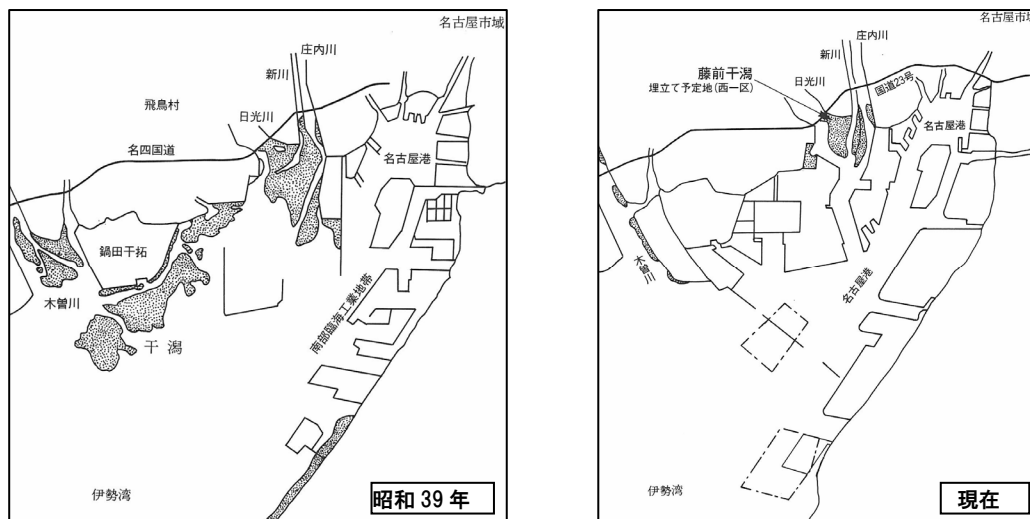 名古屋市域
庄内川
新川
飛鳥村
日光川
名四国道
名古屋港
鍋田干拓
木曽川
干潟
南部臨海工業地帯
伊勢湾
昭和 39 年
名古屋市域
庄内川
新川
藤前干潟
日光川
埋立て予定地(西一区)
国道23号
名古屋港
木曽川
名古屋港
伊勢湾
現在